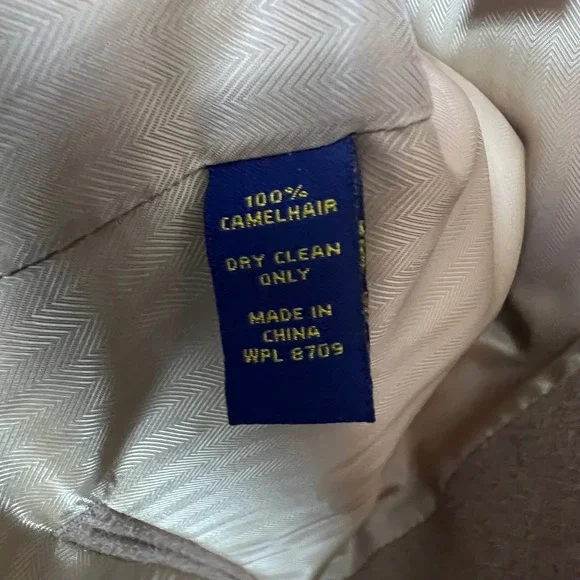 100%
CAMELHAIR
DRY CLEAN
ONLY
MADE IN
CHINA
WPL 8709